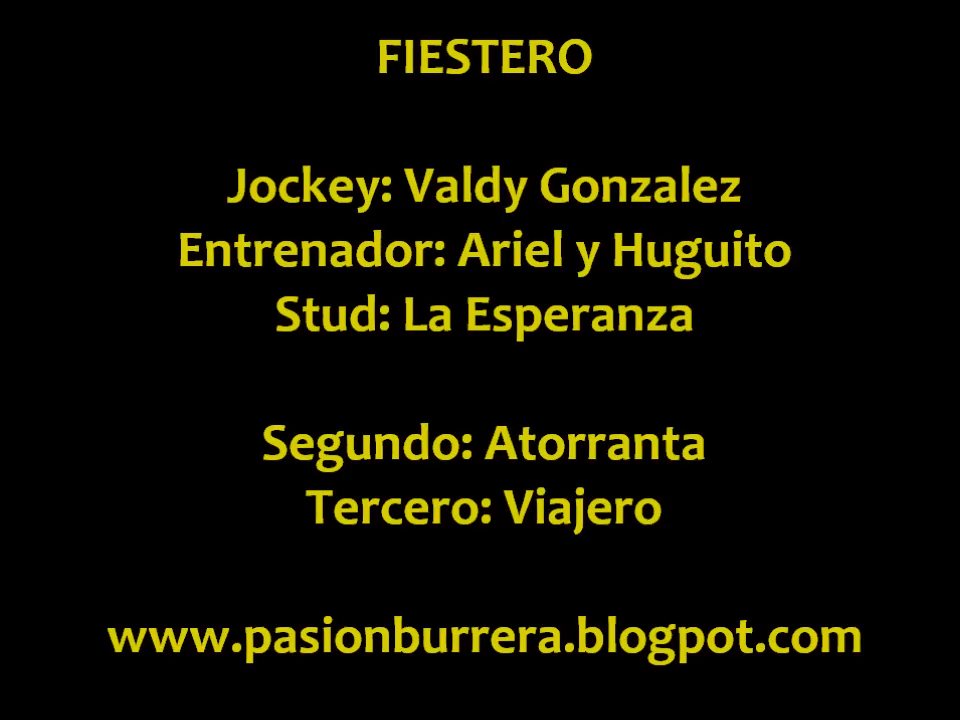 FIESTERO
Jockey: Valdy Gonzalez
Entrenador: Ariel y Huguito
Stud: La Esperanza
Segundo: Atorranta
Tercero: Viajero
www.pasionburrera.blogpot.com